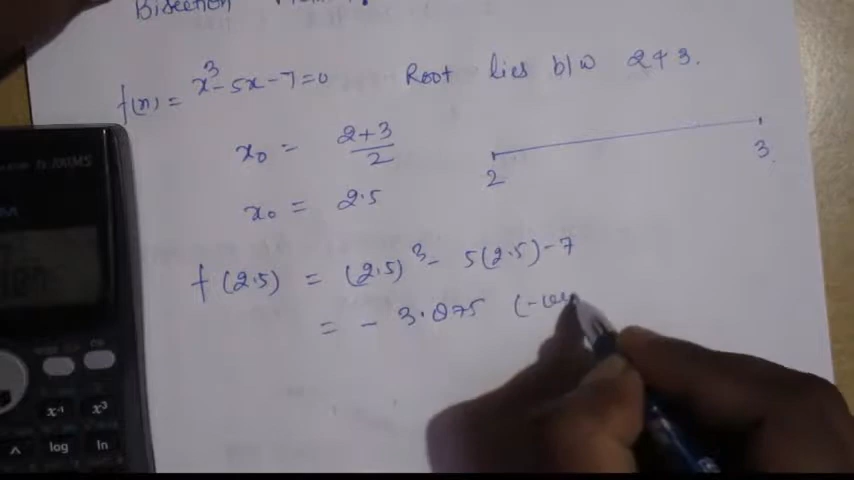 Bisection
f(x) = x³ - 5x - 7 = 0 Root lies b/w 2 & 3.
x₀ = 2+3/2
2 3
x₀ = 2.5
f(2.5) = (2.5)³ - 5(2.5) - 7
= - 3.875 (-ve
x⁻¹ x³
log ln